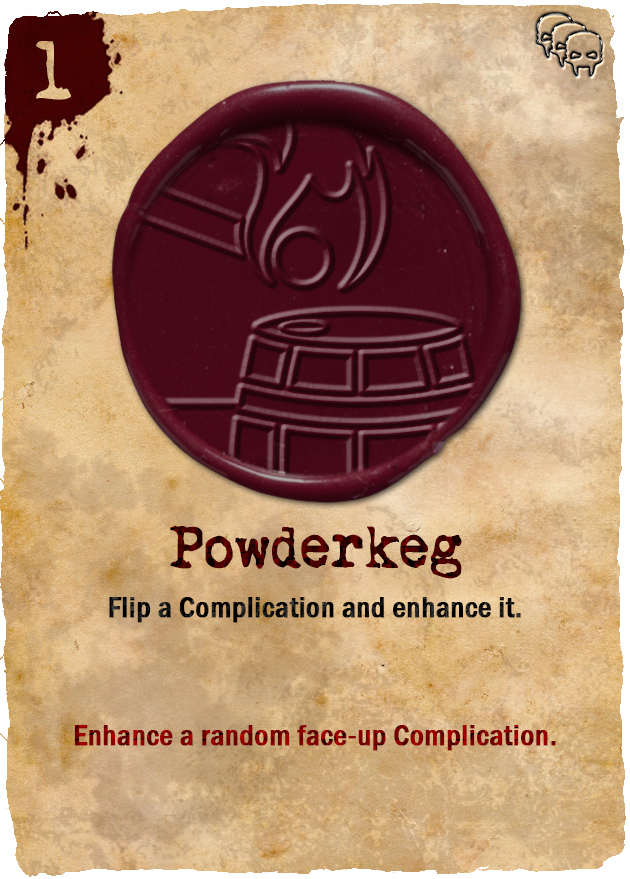 1
Powderkeg
Flip a Complication and enhance it.
Enhance a random face-up Complication.